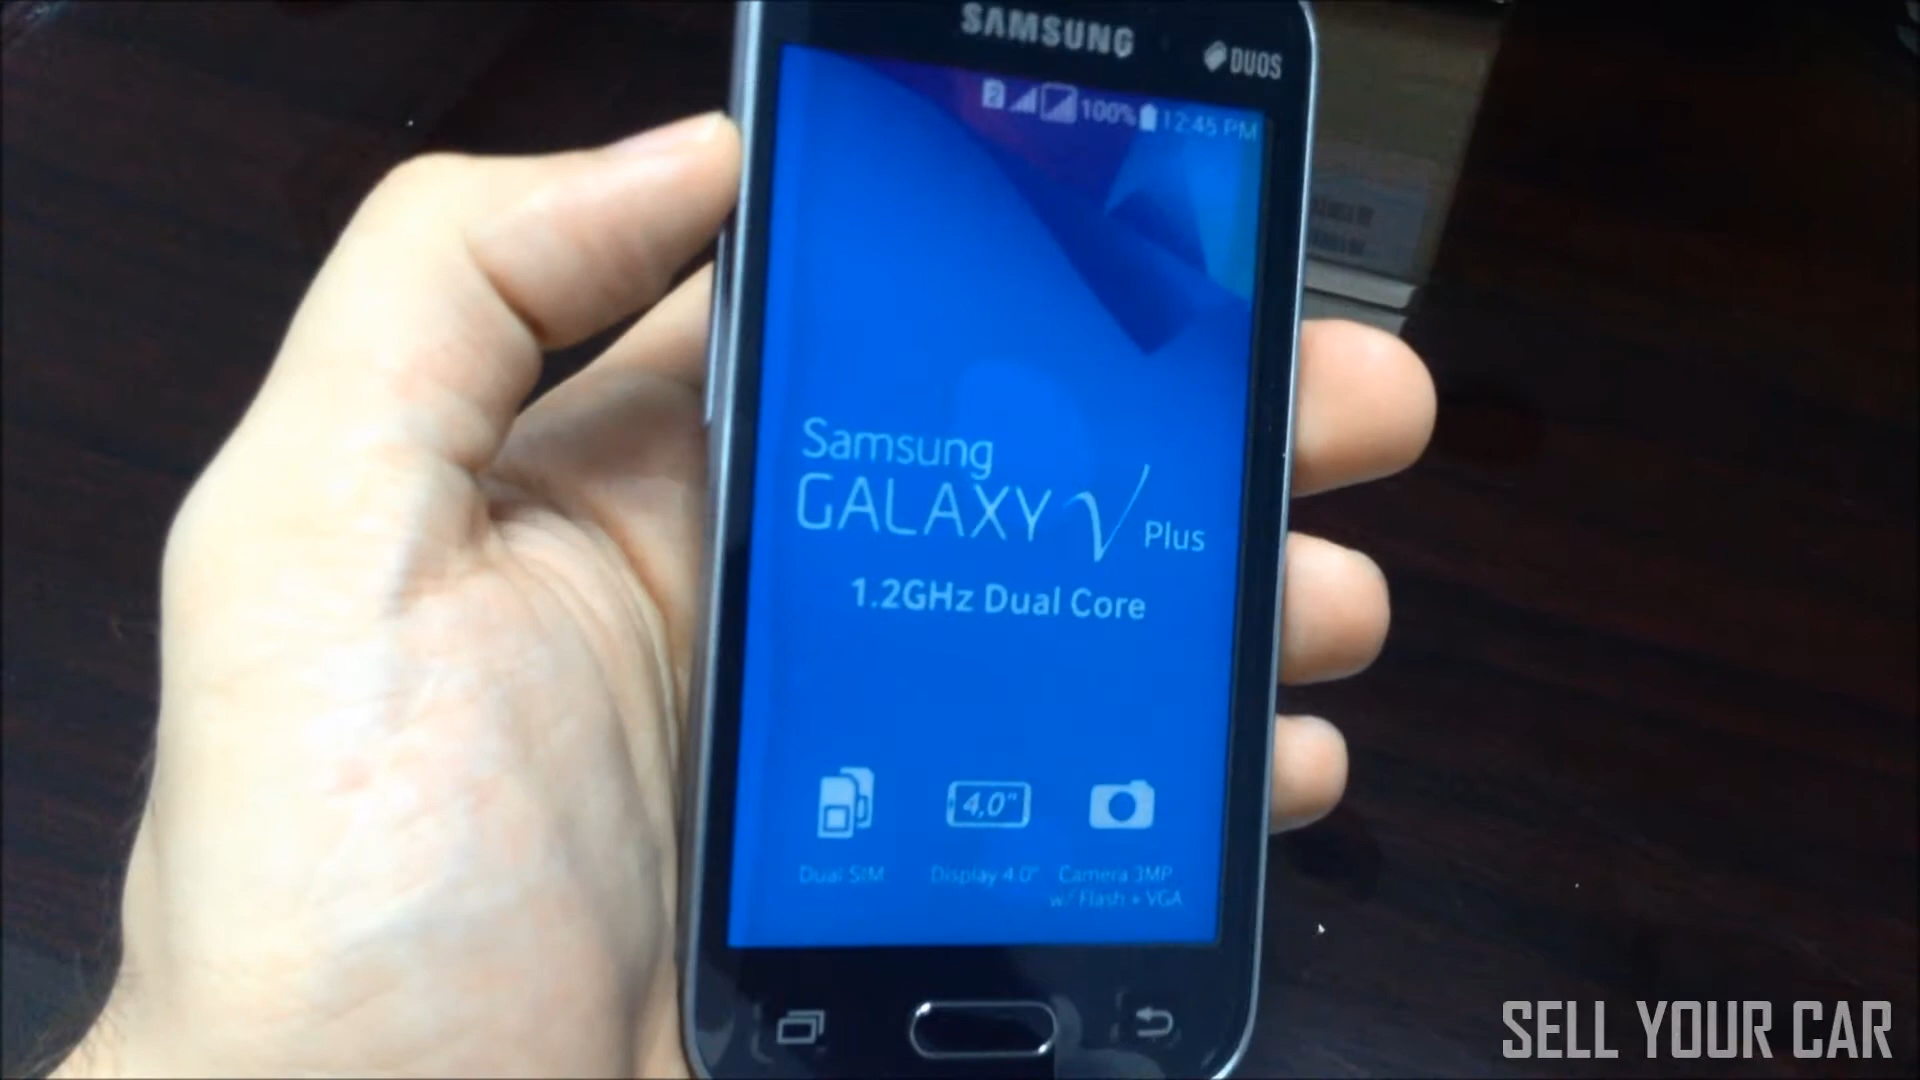 SAMSUNG
DUOS
2 100% 12:45 PM
Samsung
GALAXY V Plus
1.2GHz Dual Core
4,0"
Dual SIM Display 4.0" Camera 3MP
w/ Flash + VGA
SELL YOUR CAR